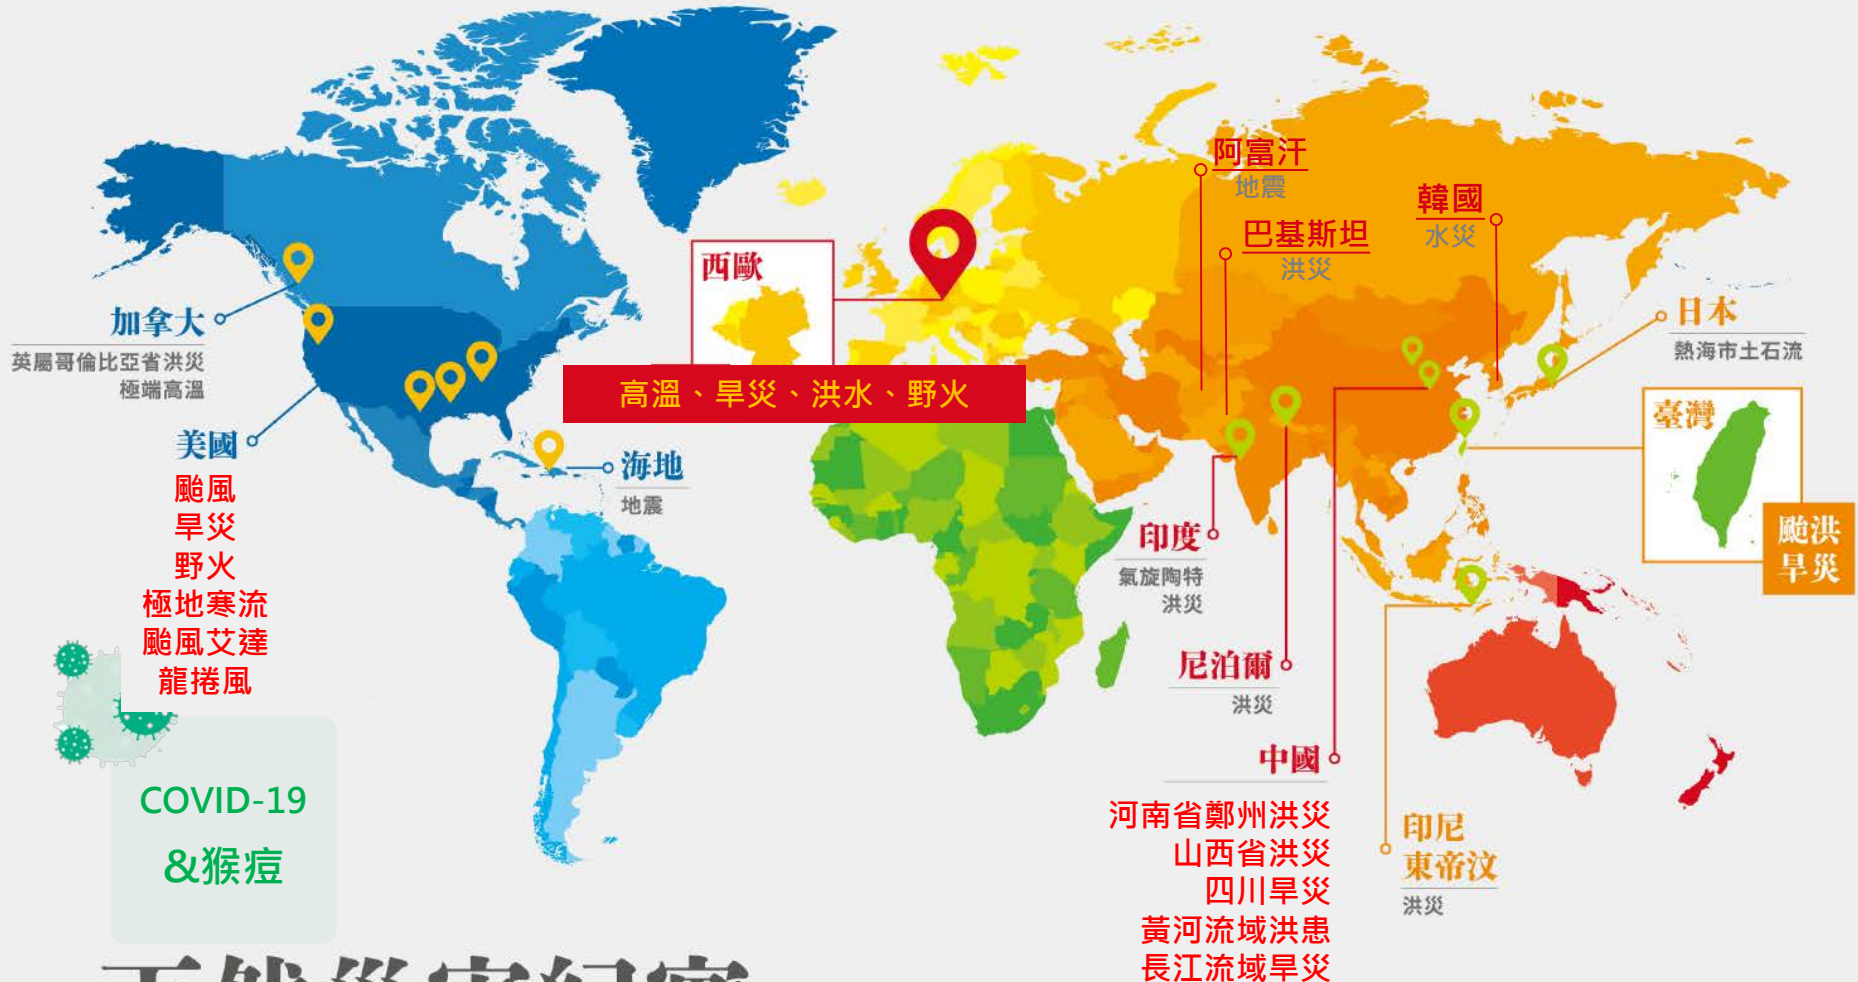 阿富汗
地震
韓國
水災
巴基斯坦
洪災
西歐
高溫、旱災、洪水、野火
加拿大
英屬哥倫比亞省洪災
極端高溫
日本
熱海市土石流
美國
颱風
旱災
野火
極地寒流
颱風艾達
龍捲風
海地
地震
臺灣
颱洪
旱災
印度
氣旋陶特
洪災
尼泊爾
洪災
中國
河南省鄭州洪災
山西省洪災
四川旱災
黃河流域洪患
長江流域旱災
印尼
東帝汶
洪災
COVID-19
&猴痘